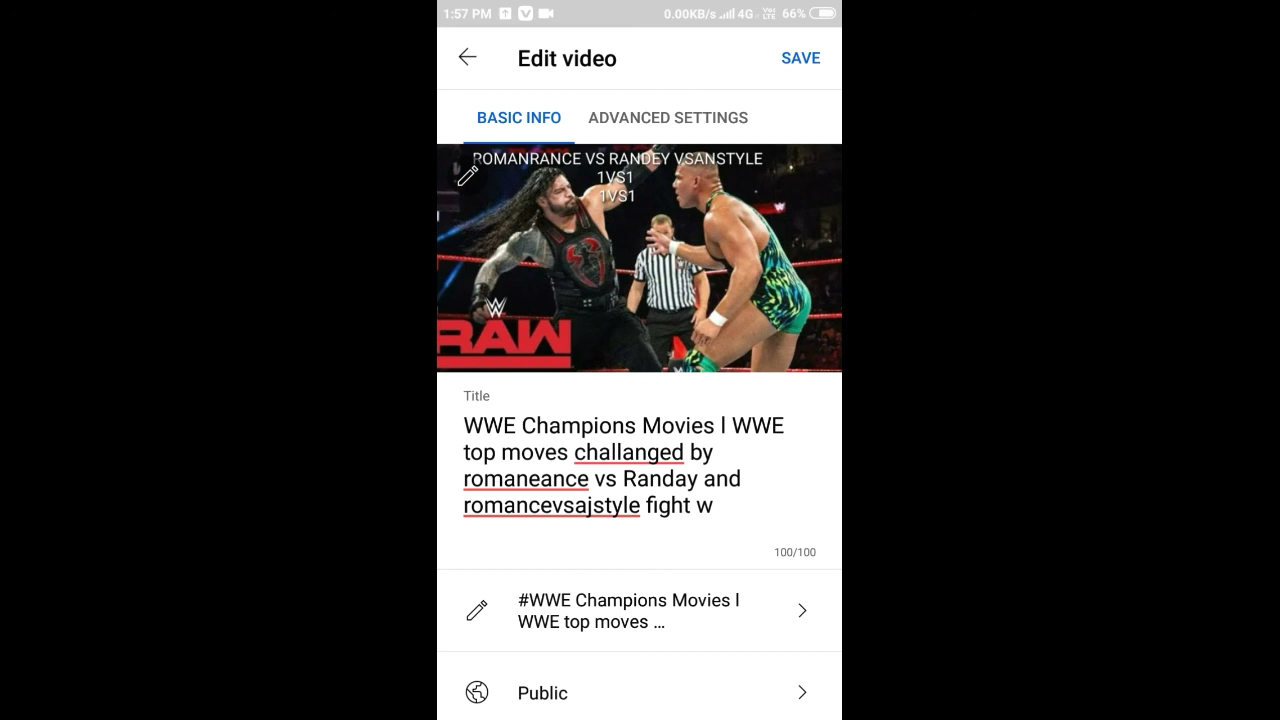 1:57 PM 0.00KB/s 4G Vo) LTE 66%
Edit video SAVE
BASIC INFO ADVANCED SETTINGS
ROMANRANCE VS RANDEY VSANSTYLE
1VS1
1VS1
W
RAW
Title
WWE Champions Movies l WWE
top moves challanged by
romaneance vs Randay and
romancevsajstyle fight w
100/100
#WWE Champions Movies l
WWE top moves ...
Public